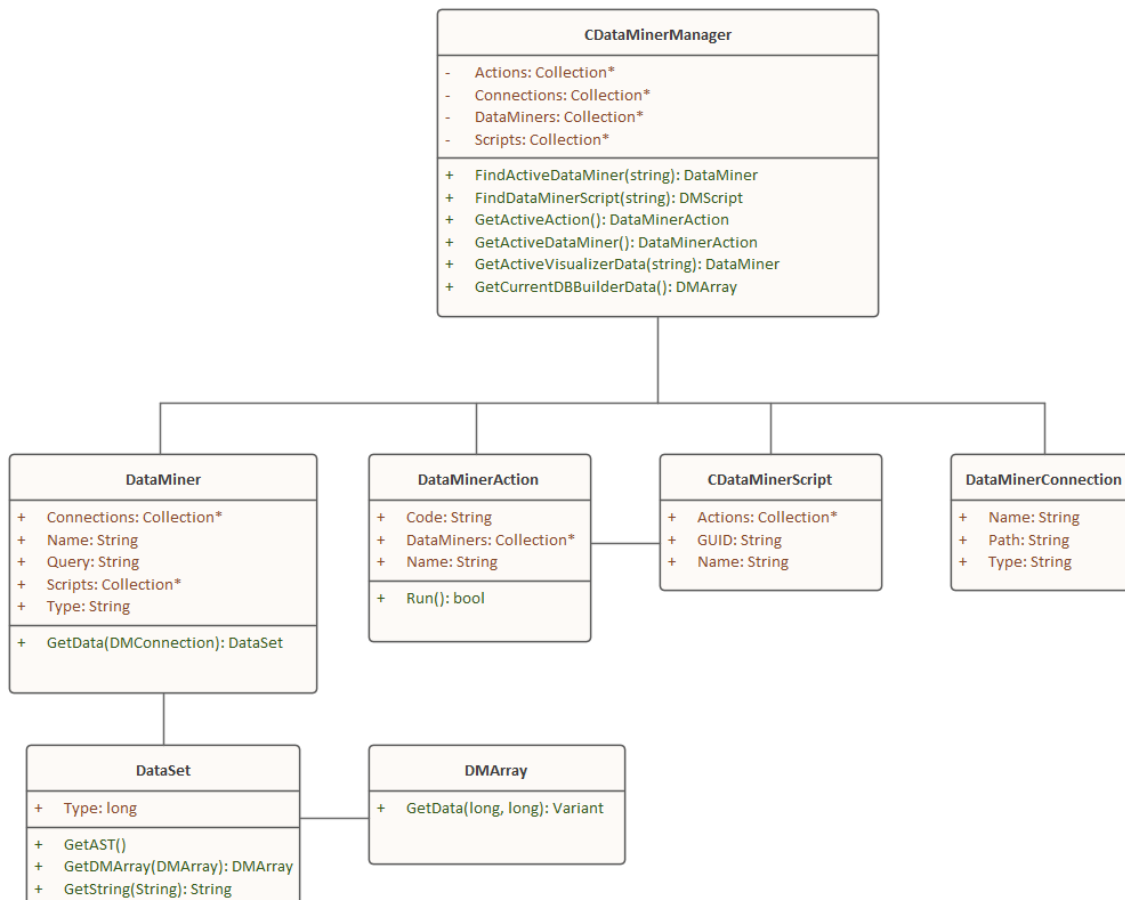 CDataMinerManager
- Actions: Collection*
- Connections: Collection*
- DataMiners: Collection*
- Scripts: Collection*
+ FindActiveDataMiner(string): DataMiner
+ FindDataMinerScript(string): DMScript
+ GetActiveAction(): DataMinerAction
+ GetActiveDataMiner(): DataMinerAction
+ GetActiveVisualizerData(string): DataMiner
+ GetCurrentDBBuilderData(): DMArray
DataMiner
+ Connections: Collection*
+ Name: String
+ Query: String
+ Scripts: Collection*
+ Type: String
+ GetData(DMConnection): DataSet
DataMinerAction
+ Code: String
+ DataMiners: Collection*
+ Name: String
+ Run(): bool
CDataMinerScript
+ Actions: Collection*
+ GUID: String
+ Name: String
DataMinerConnection
+ Name: String
+ Path: String
+ Type: String
DataSet
+ Type: long
+ GetAST()
+ GetDMArray(DMArray): DMArray
+ GetString(String): String
DMArray
+ GetData(long, long): Variant